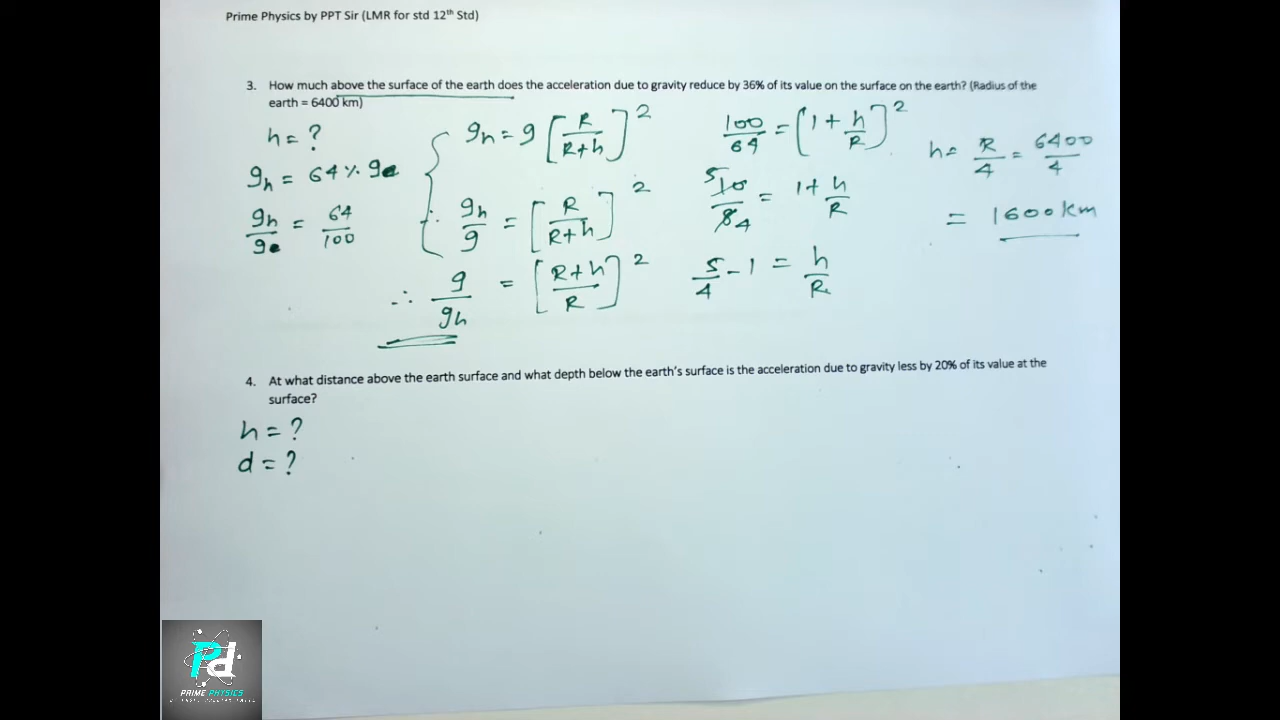 Prime Physics by PPT Sir (LMR for std 12th Std)
3. How much above the surface of the earth does the acceleration due to gravity reduce by 36% of its value on the surface on the earth? (Radius of the
earth = 6400 km)
h = ?
gh = 64% ge
gh/ge = 64/100
gh = g [R/(R+h)]²
∴ gh/g = [R/(R+h)]²
∴ g/gh = [(R+h)/R]²
100/64 = (1 + h/R]²
5 10/8 4 = 1 + h/R
5/4 - 1 = h/R
h = R/4 = 6400/4
= 1600 km
4. At what distance above the earth surface and what depth below the earth's surface is the acceleration due to gravity less by 20% of its value at the
surface?
h = ?
d = ?
Pd
PRIME PHYSICS